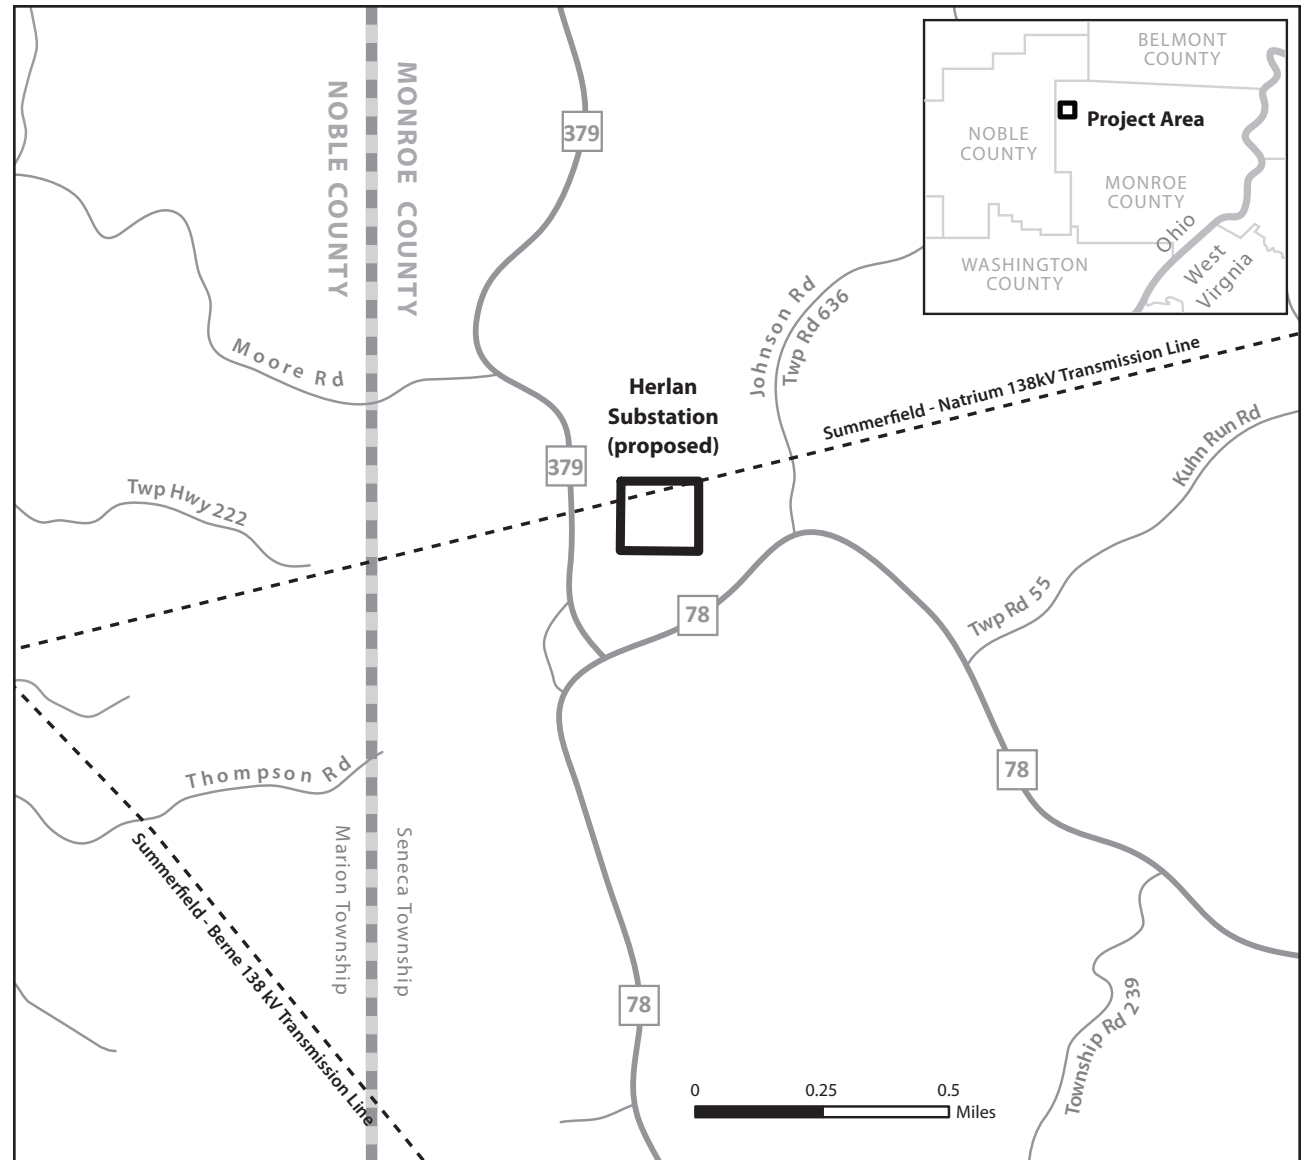 NOBLE COUNTY
MONROE COUNTY
379
BELMONT
COUNTY
Project Area
NOBLE
COUNTY
MONROE
COUNTY
WASHINGTON
COUNTY
Ohio
West
Virgnia
Johnson Rd
Twp Rd 636
Moore Rd
Summerfield - Natrium 138kV Transmission Line
Herlan
Substation
(proposed)
379
Kuhn Run Rd
Twp Hwy 222
78
Twp Rd 55
Thompson Rd
78
Marion Township
Seneca Township
Summerfield - Berne 138 kV Transmission Line
78
Township Rd 239
0 0.25 0.5
Miles